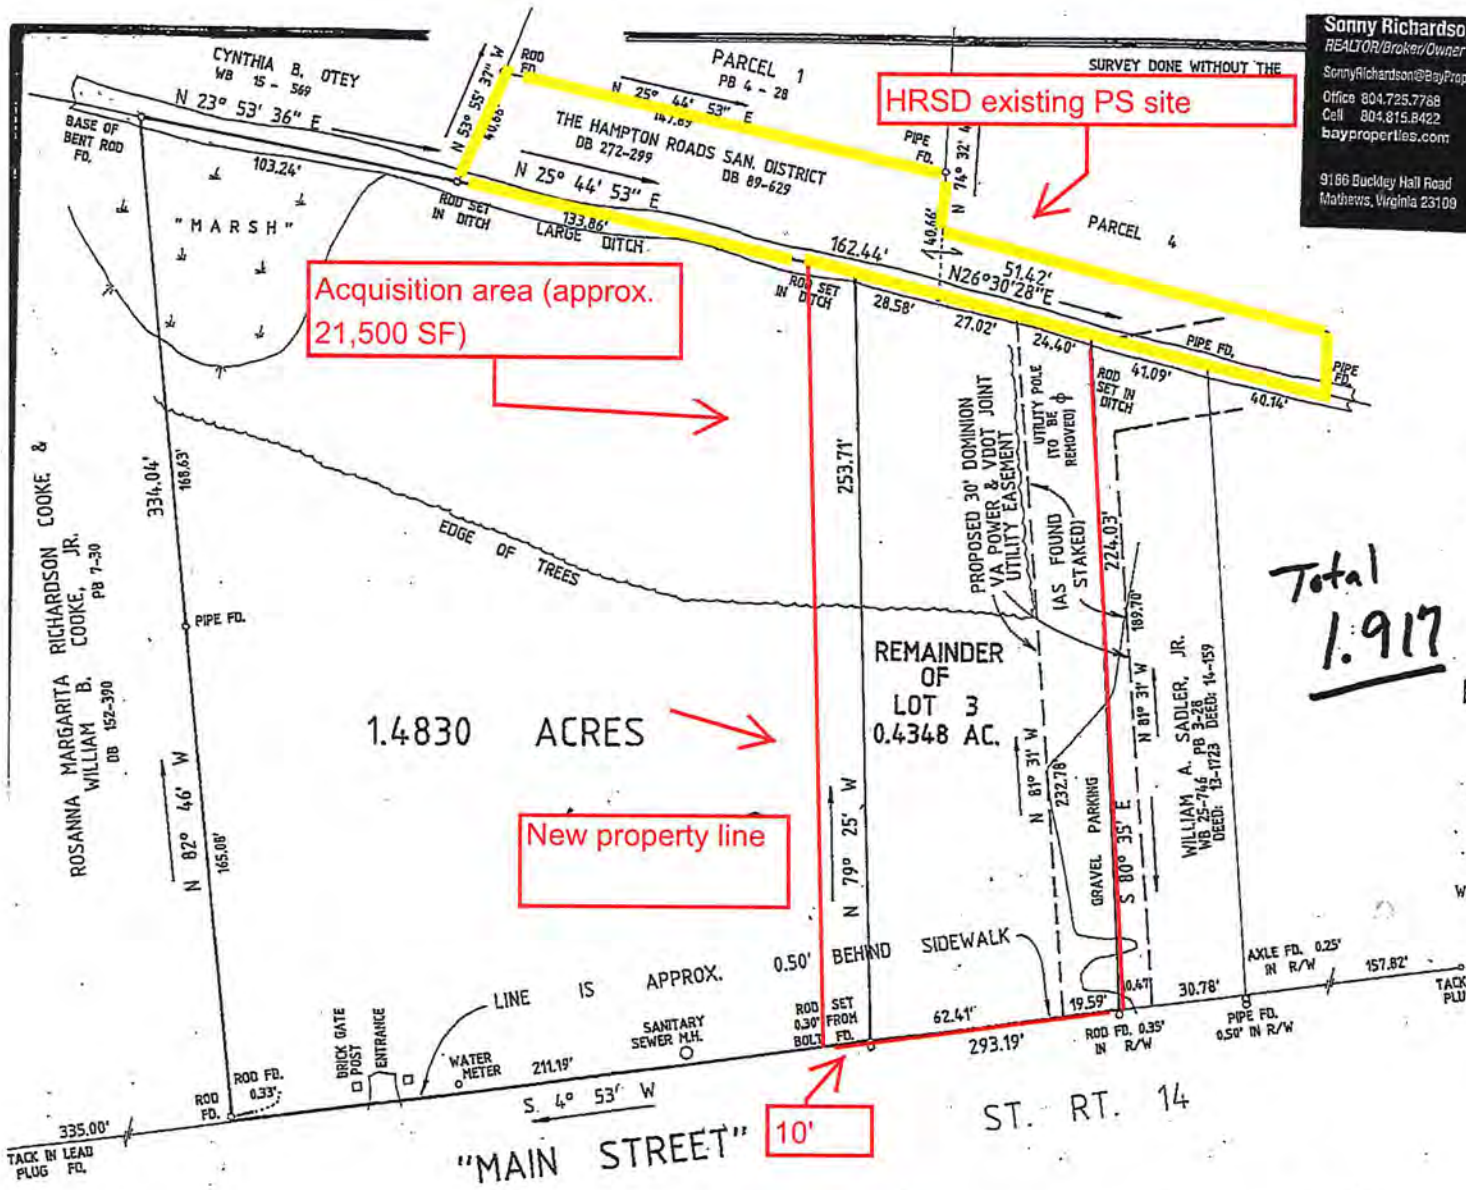 Sonny Richardso
REALTOR/Broker/Owner
SonnyRichardson@BayProp
Office 804.725.7768
Cell 804.815.8422
bayproperties.com
9186 Buckley Hall Road
Mathews, Virginia 23109
SURVEY DONE WITHOUT THE
CYNTHIA B. OTEY
WB 15 - 569
N 23° 53' 36" E
BASE OF
BENT ROD
FD.
103.24'
"MARSH"
N 53° 55' 37" W
40.66'
ROD
FD.
PARCEL 1
PB 4 - 28
N 25° 44' 53" E
147.89'
THE HAMPTON ROADS SAN. DISTRICT
DB 272-299
DB 89-629
HRSD existing PS site
PIPE
FD.
40.66'
PARCEL 4
N 25° 44' 53" E
133.86'
ROD SET
IN DITCH
LARGE DITCH
162.44'
51.42'
N26°30'28"E
ROD SET
IN DITCH
28.58'
27.02'
24.40'
41.09'
40.14'
PIPE FD.
PIPE
FD.
ROD
SET IN
DITCH
Acquisition area (approx.
21,500 SF)
334.04'
168.63'
ROSANNA MARGARITA RICHARDSON COOKE &
WILLIAM B. COOKE, JR.
DB 152-390
PB 7-30
PIPE FD.
EDGE OF TREES
253.71'
PROPOSED 30' DOMINION
VA POWER & VDOT JOINT
UTILITY EASEMENT
UTILITY POLE
(TO BE
REMOVED)
(AS FOUND
STAKED)
224.03'
189.70'
Total
1.917
REMAINDER
OF
LOT 3
0.4348 AC.
1.4830 ACRES
N 82° 46' W
165.08'
New property line
N 79° 25' W
N 81° 31' W
232.78'
GRAVEL PARKING
S 80° 35' E
N 81° 31' W
WILLIAM A. SADLER, JR.
WB 25-746 PB 3-28
DEED: 13-1723 DEED: 14-159
W
LINE IS APPROX. 0.50' BEHIND SIDEWALK
ROD SET
0.30' FROM
BOLT FD.
62.41'
19.59'
0.47'
30.78'
AXLE FD. 0.25'
IN R/W
157.82'
TACK
PLU
ROD FD. 0.35'
IN R/W
PIPE FD.
0.50' IN R/W
293.19'
BRICK GATE
POST
ENTRANCE
WATER
METER
SANITARY
SEWER M.H.
211.19'
ROD
FD.
ROD FD.
0.33'
S. 4° 53' W
335.00'
TACK IN LEAD
PLUG FD.
"MAIN STREET"
10'
ST. RT. 14